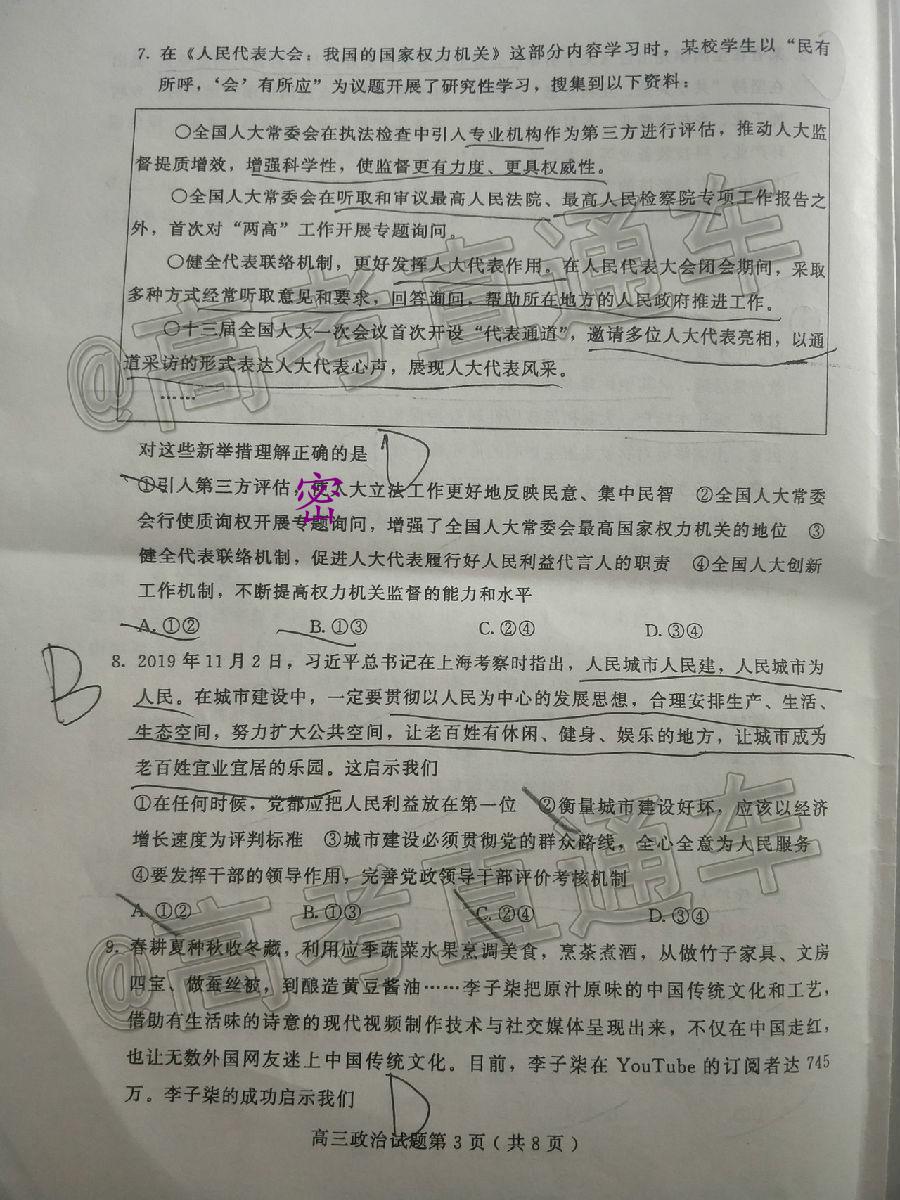 7. 在《人民代表大会：我国的国家权力机关》这部分内容学习时，某校学生以“民有
所呼，‘会’有所应”为议题开展了研究性学习，搜集到以下资料：
○全国人大常委会在执法检查中引入专业机构作为第三方进行评估，推动人大监
督提质增效，增强科学性，使监督更有力度、更具权威性。
○全国人大常委会在听取和审议最高人民法院、最高人民检察院专项工作报告之
外，首次对“两高”工作开展专题询问。
○健全代表联络机制，更好发挥人大代表作用。在人民代表大会闭会期间，采取
多种方式经常听取意见和要求，回答询问，帮助所在地方的人民政府推进工作。
○十三届全国人大一次会议首次开设“代表通道”，邀请多位人大代表亮相，以通
道采访的形式表达人大代表心声，展现人大代表风采。
……
对这些新举措理解正确的是 D
①引入第三方评估，使人大立法工作更好地反映民意、集中民智 ②全国人大常委
密
会行使质询权开展专题询问，增强了全国人大常委会最高国家权力机关的地位 ③
健全代表联络机制，促进人大代表履行好人民利益代言人的职责 ④全国人大创新
工作机制，不断提高权力机关监督的能力和水平
A. ①② B. ①③ C. ②④ D. ③④
B
8. 2019 年 11 月 2 日，习近平总书记在上海考察时指出，人民城市人民建，人民城市为
人民。在城市建设中，一定要贯彻以人民为中心的发展思想，合理安排生产、生活、
生态空间，努力扩大公共空间，让老百姓有休闲、健身、娱乐的地方，让城市成为
老百姓宜业宜居的乐园。这启示我们
①在任何时候，党都应把人民利益放在第一位 ②衡量城市建设好坏，应该以经济
增长速度为评判标准 ③城市建设必须贯彻党的群众路线，全心全意为人民服务
④要发挥干部的领导作用，完善党政领导干部评价考核机制
A. ①② B. ①③ C. ②④ D. ③④
9. 春耕夏种秋收冬藏，利用应季蔬菜水果烹调美食，烹茶煮酒，从做竹子家具、文房
四宝、做蚕丝被，到酿造黄豆酱油……李子柒把原汁原味的中国传统文化和工艺，
借助有生活味的诗意的现代视频制作技术与社交媒体呈现出来，不仅在中国走红，
也让无数外国网友迷上中国传统文化。目前，李子柒在 YouTube 的订阅者达 745
万。李子柒的成功启示我们 D
高三政治试题第 3 页（共 8 页）
@高考直通车
@高考直通车